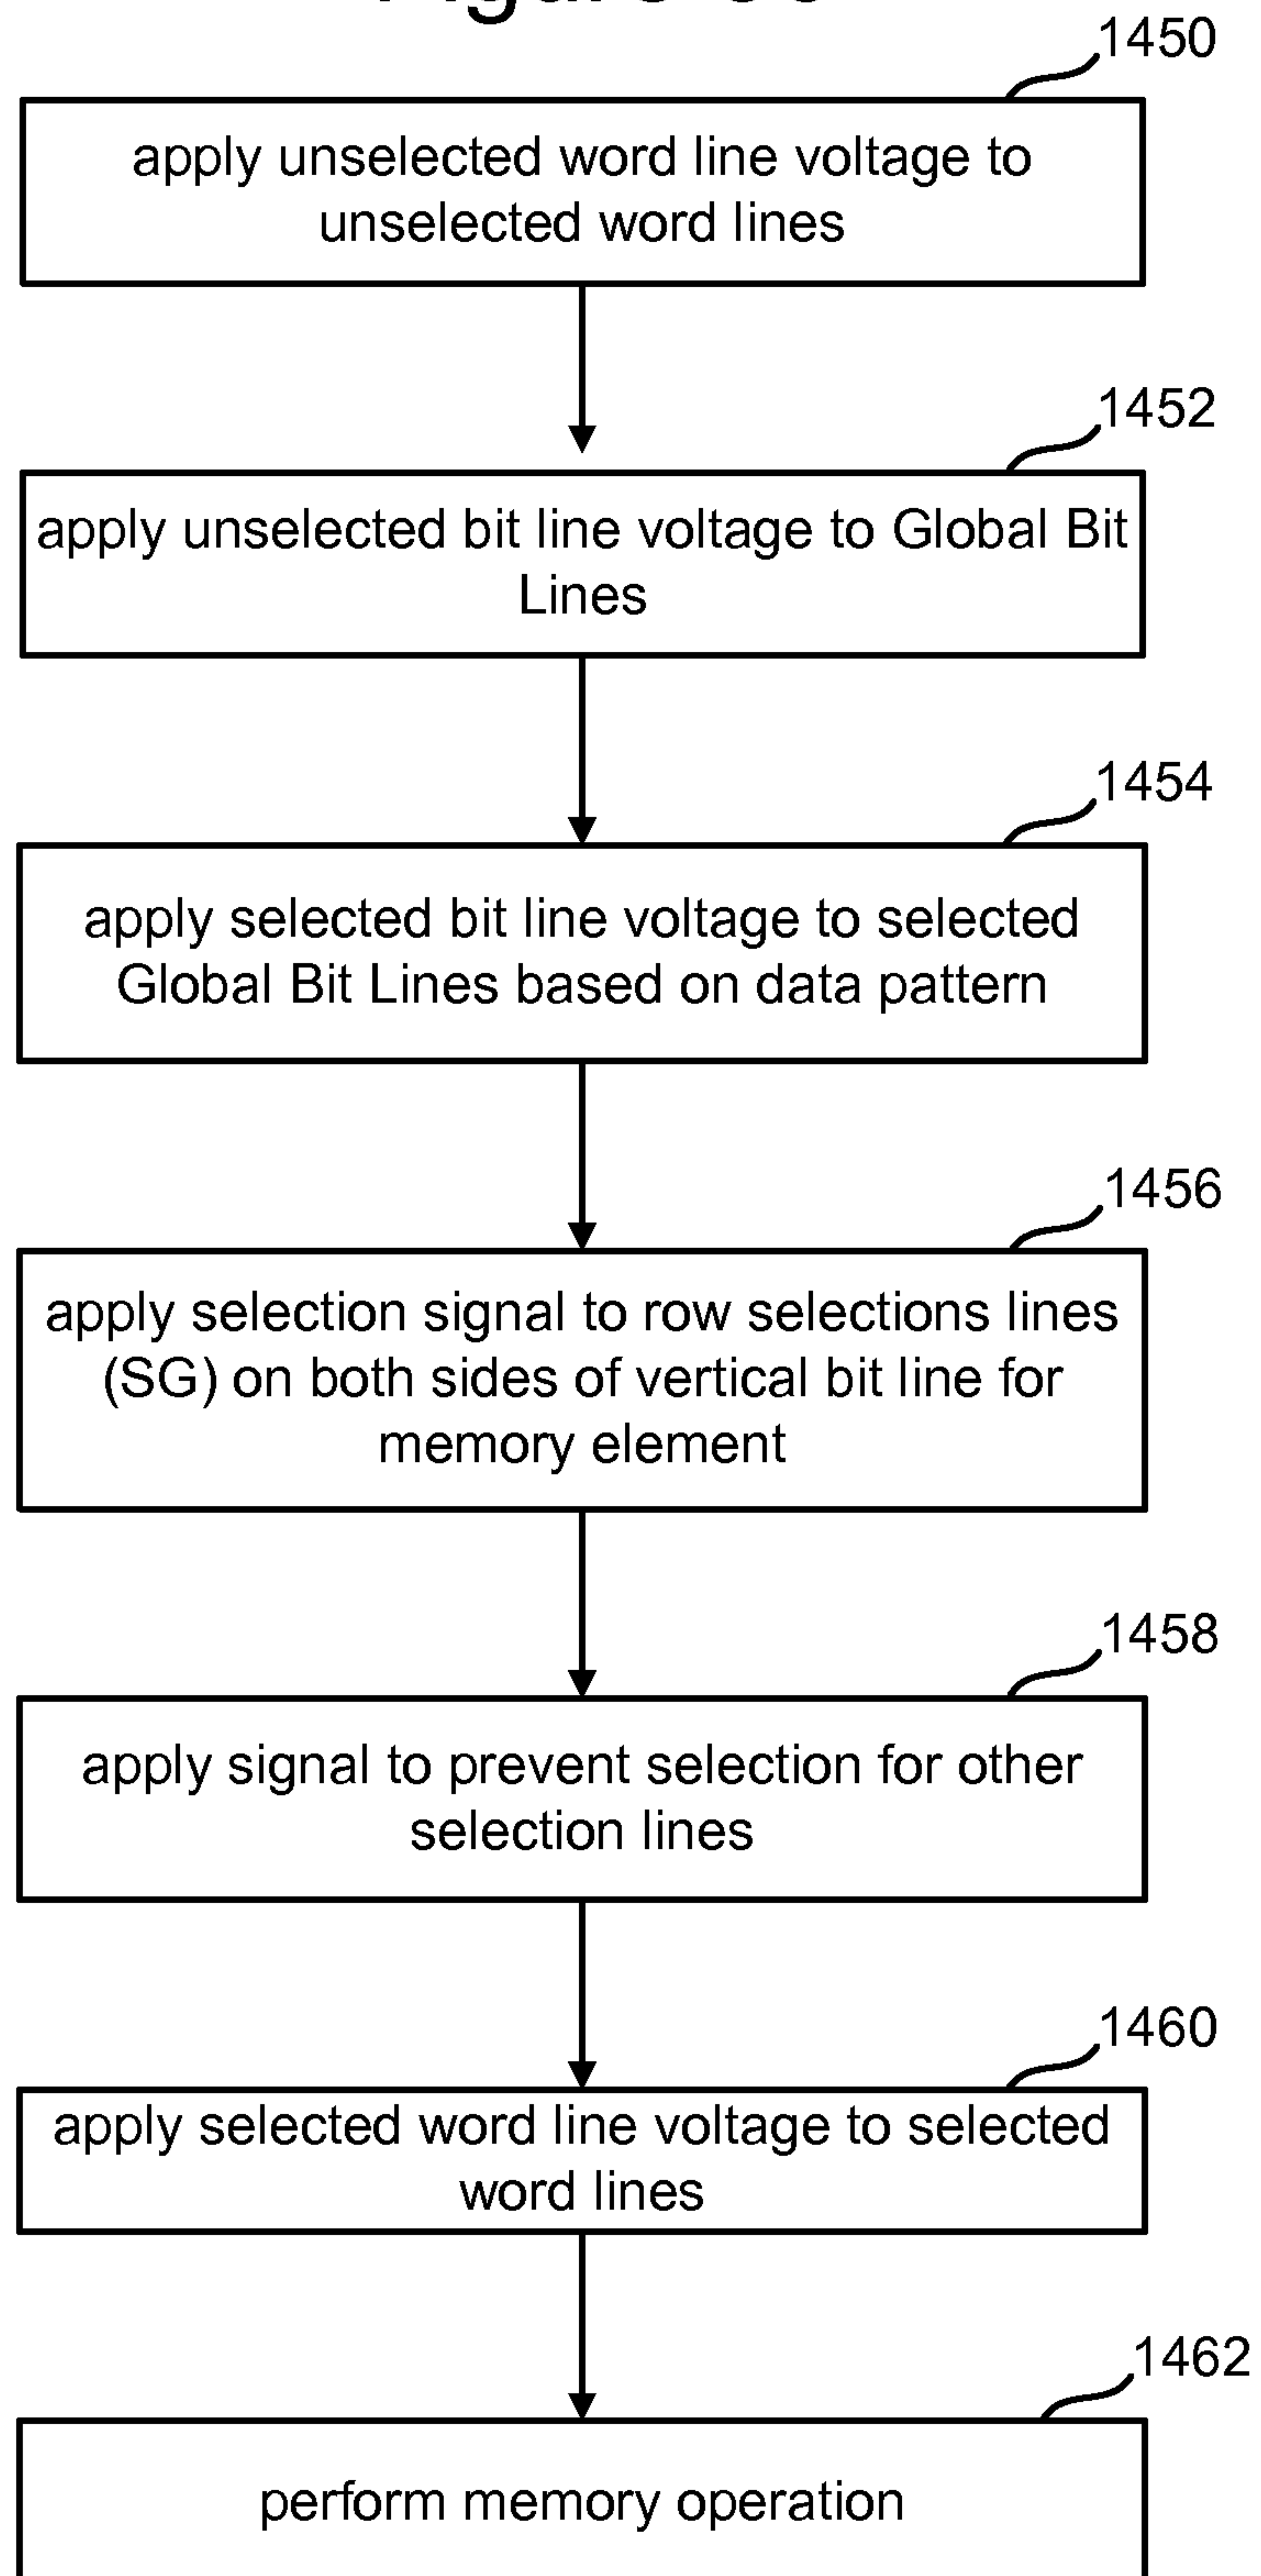 1450
apply unselected word line voltage to
unselected word lines
1452
apply unselected bit line voltage to Global Bit
Lines
1454
apply selected bit line voltage to selected
Global Bit Lines based on data pattern
1456
apply selection signal to row selections lines
(SG) on both sides of vertical bit line for
memory element
1458
apply signal to prevent selection for other
selection lines
1460
apply selected word line voltage to selected
word lines
1462
perform memory operation